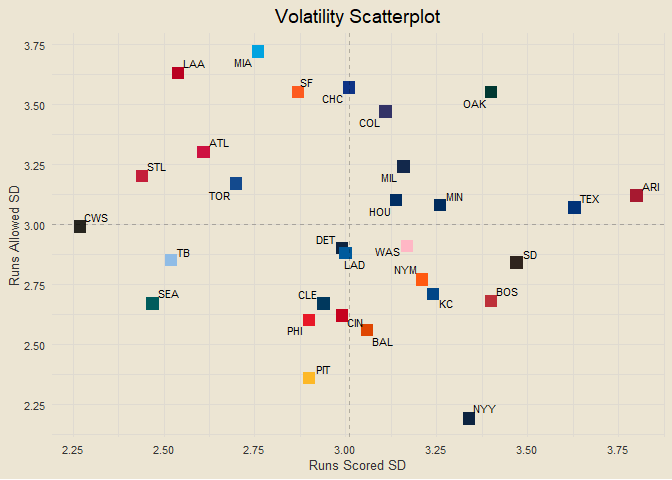 Volatility Scatterplot
3.75
MIA
LAA
SF
CHC
OAK
3.50
COL
ATL
3.25
STL
MIL
TOR
MIN
TEX
ARI
HOU
CWS
3.00
DET
WAS
SD
TB
LAD
NYM
2.75
SEA
CLE
KC
BOS
PHI
CIN
BAL
2.50
PIT
2.25
NYY
2.25 2.50 2.75 3.00 3.25 3.50 3.75
Runs Scored SD
Runs Allowed SD